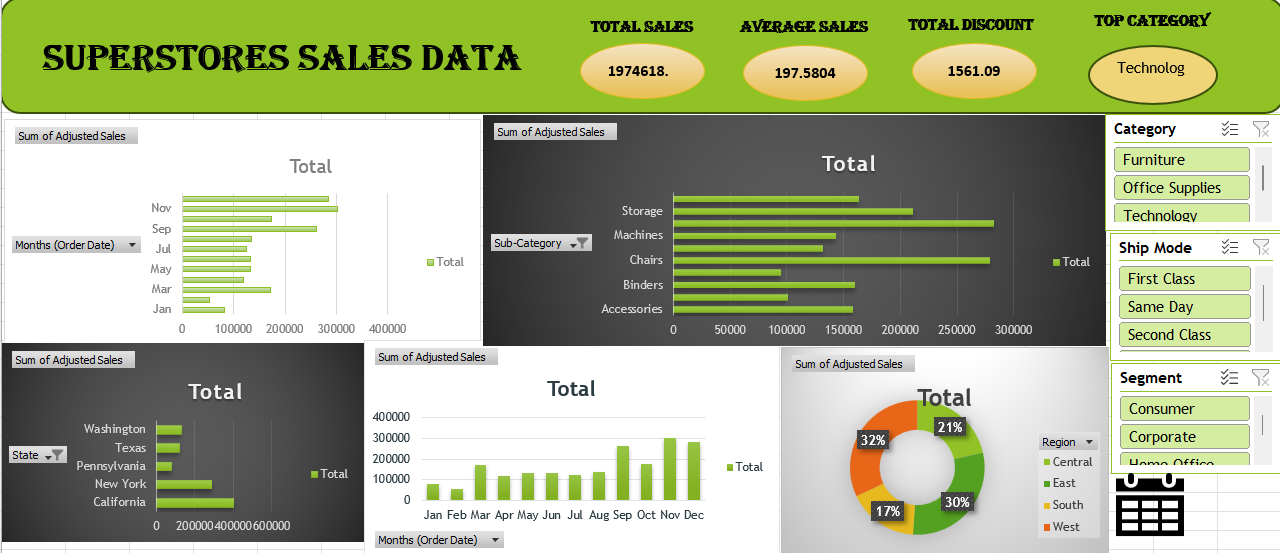 SUPERSTORES SALES DATA
TOTAL SALES
1974618.
AVERAGE SALES
197.5804
TOTAL DISCOUNT
1561.09
TOP CATEGORY
Technolog
Sum of Adjusted Sales
Total
Months (Order Date)
Nov
Sep
Jul
May
Mar
Jan
0 100000 200000 300000 400000
Total
Sum of Adjusted Sales
Total
Sub-Category
Storage
Machines
Chairs
Binders
Accessories
0 50000 100000 150000 200000 250000 300000
Total
Category
Furniture
Office Supplies
Technology
Ship Mode
First Class
Same Day
Second Class
Segment
Consumer
Corporate
Home Office
Sum of Adjusted Sales
Total
State
Washington
Texas
Pennsylvania
New York
California
0 200000 400000 600000
Total
Sum of Adjusted Sales
Total
400000
300000
200000
100000
0
Jan Feb Mar Apr May Jun Jul Aug Sep Oct Nov Dec
Total
Months (Order Date)
Sum of Adjusted Sales
Total
21%
32%
30%
17%
Region
Central
East
South
West